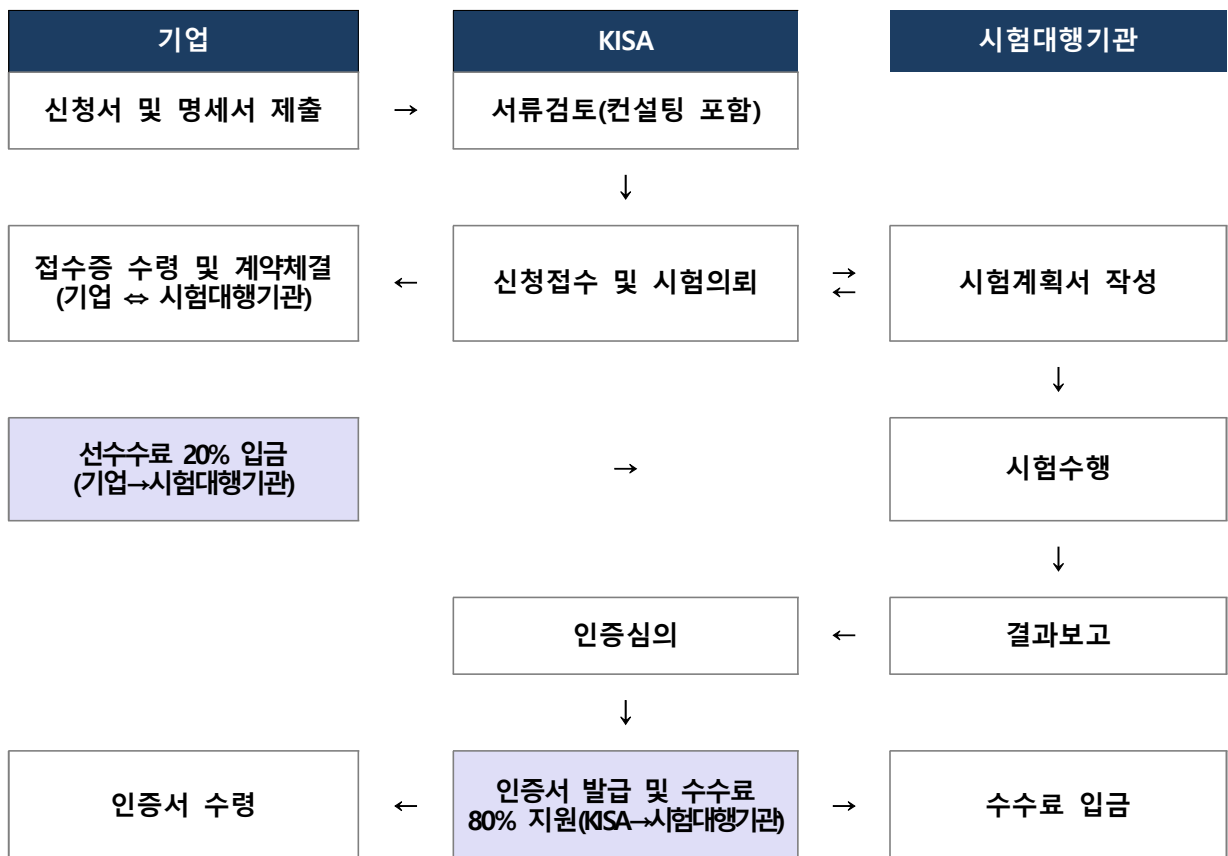 기업 KISA 시험대행기관
신청서 및 명세서 제출 → 서류검토(컨설팅 포함)
↓
접수증 수령 및 계약체결
(기업 ⇔ 시험대행기관)
←
신청접수 및 시험의뢰
→
←
시험계획서 작성
↓
선수수료 20% 입금
(기업→시험대행기관)
→
시험수행
↓
인증심의 ← 결과보고
↓
인증서 수령
←
인증서 발급 및 수수료
80% 지원(KISA→시험대행기관)
→
수수료 입금